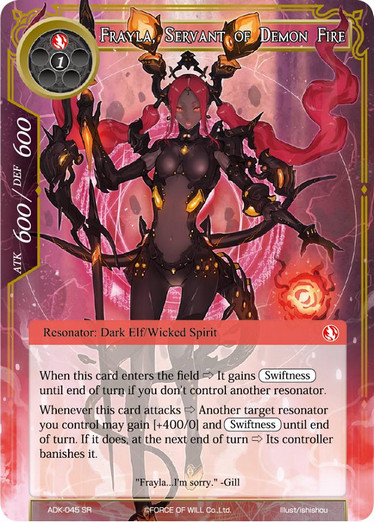 Frayla, Servant of Demon Fire
1
ATK 600 / DEF 600
Resonator: Dark Elf/Wicked Spirit
When this card enters the field ⇨ It gains Swiftness
until end of turn if you don't control another resonator.
Whenever this card attacks ⇨ Another target resonator
you control may gain [+400/0] and Swiftness until end
of turn. If it does, at the next end of turn ⇨ Its controller
banishes it.
"Frayla...I'm sorry." -Gill
ADK-045 SR ©FORCE OF WILL Co.,Ltd. Illust/ishishou